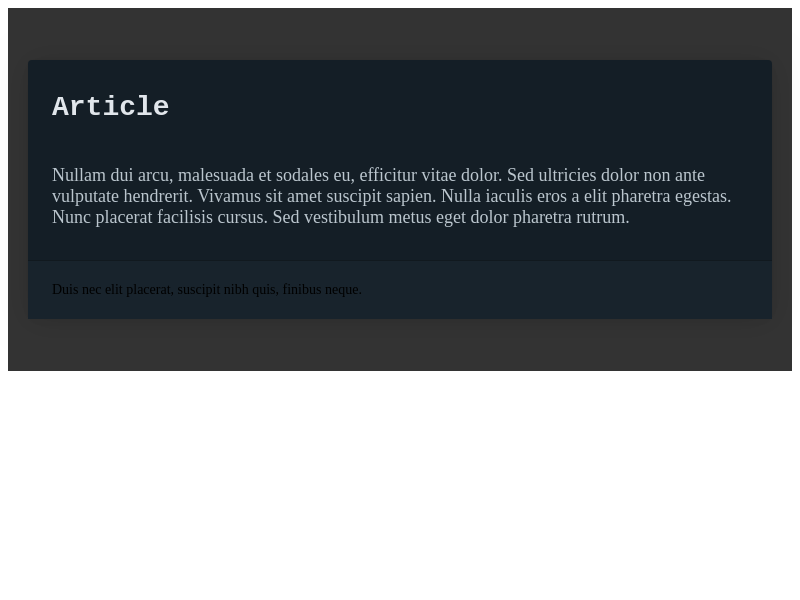 Article
Nullam dui arcu, malesuada et sodales eu, efficitur vitae dolor. Sed ultricies dolor non ante
vulputate hendrerit. Vivamus sit amet suscipit sapien. Nulla iaculis eros a elit pharetra egestas.
Nunc placerat facilisis cursus. Sed vestibulum metus eget dolor pharetra rutrum.
Duis nec elit placerat, suscipit nibh quis, finibus neque.